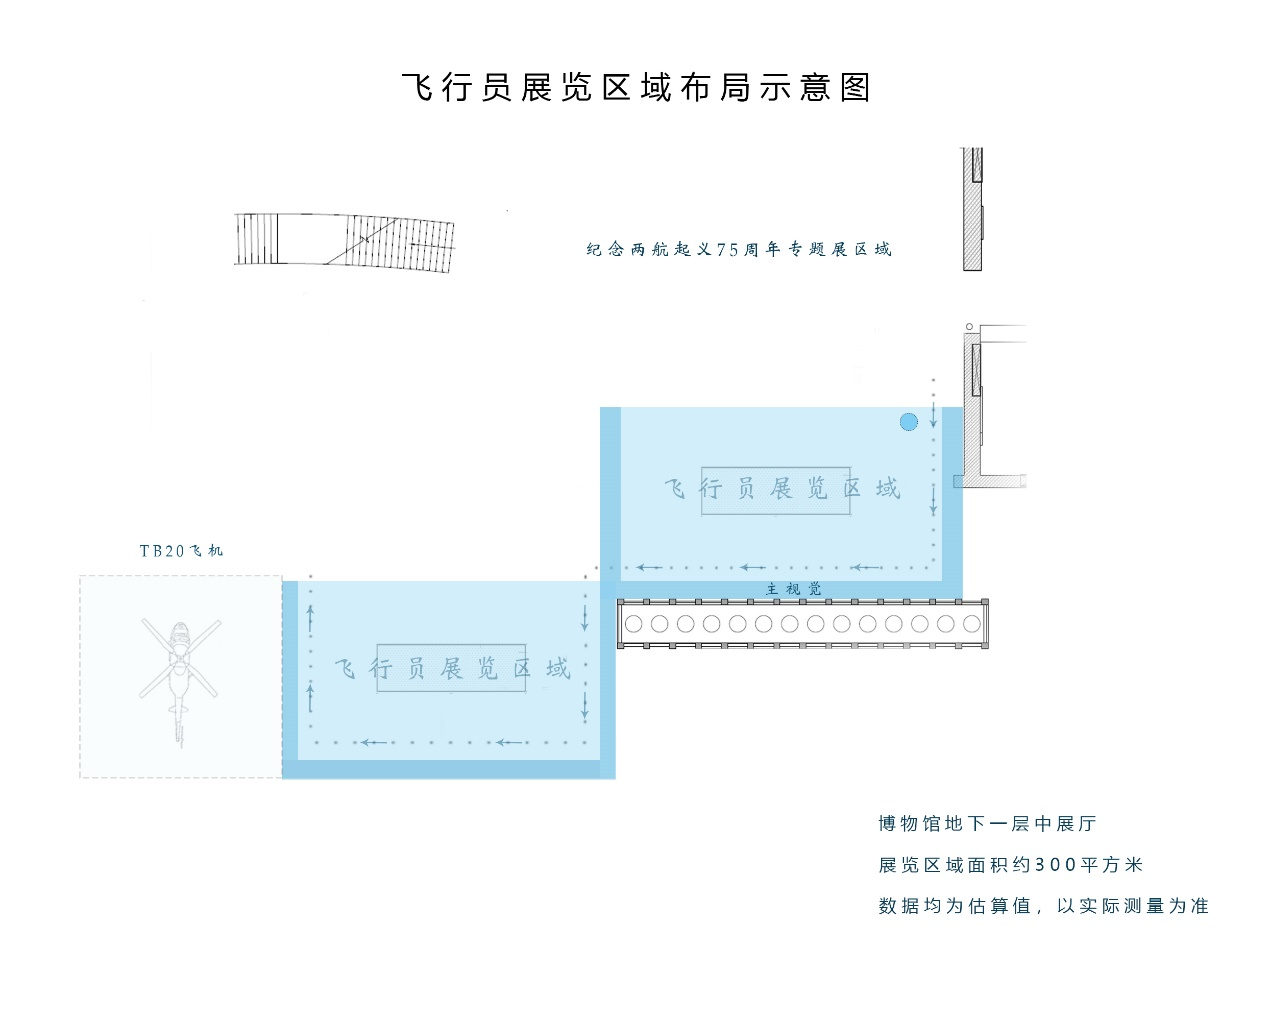 飞行员展览区域布局示意图
纪念两航起义75周年专题展区域
飞行员展览区域
TB20飞机
主视觉
飞行员展览区域
博物馆地下一层中展厅
展览区域面积约300平方米
数据均为估算值，以实际测量为准